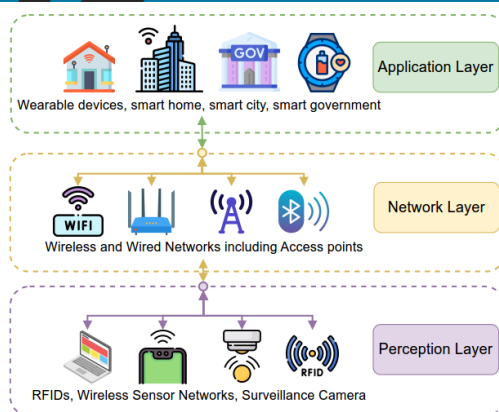 GOV
Application Layer
Wearable devices, smart home, smart city, smart government
WIFI
Network Layer
Wireless and Wired Networks including Access points
RFID
Perception Layer
RFIDs, Wireless Sensor Networks, Surveillance Camera